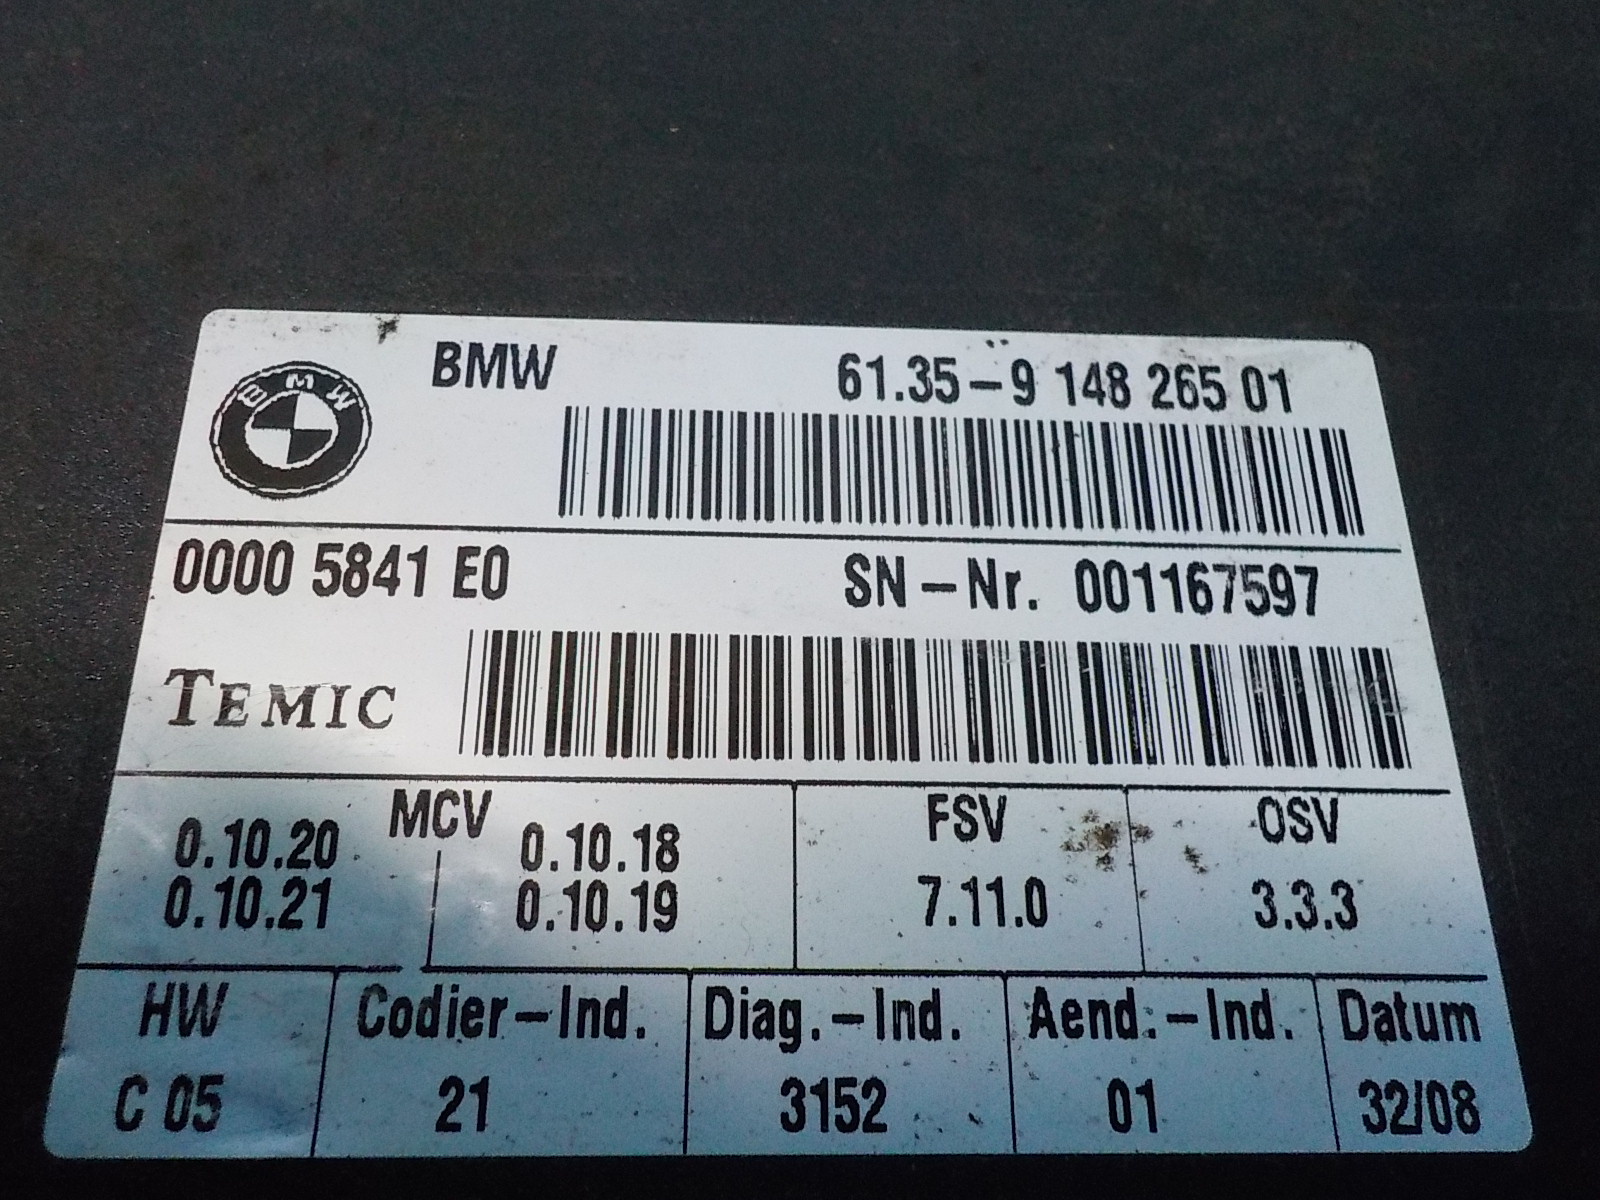 BMW
BMW 61.35-9 148 265 01
0000 5841 E0 SN-Nr. 001167597
TEMIC
MCV FSV OSV
0.10.20 0.10.18
0.10.21 0.10.19 7.11.0 3.3.3
HW Codier-Ind. Diag.-Ind. Aend.-Ind. Datum
C 05 21 3152 01 32/08